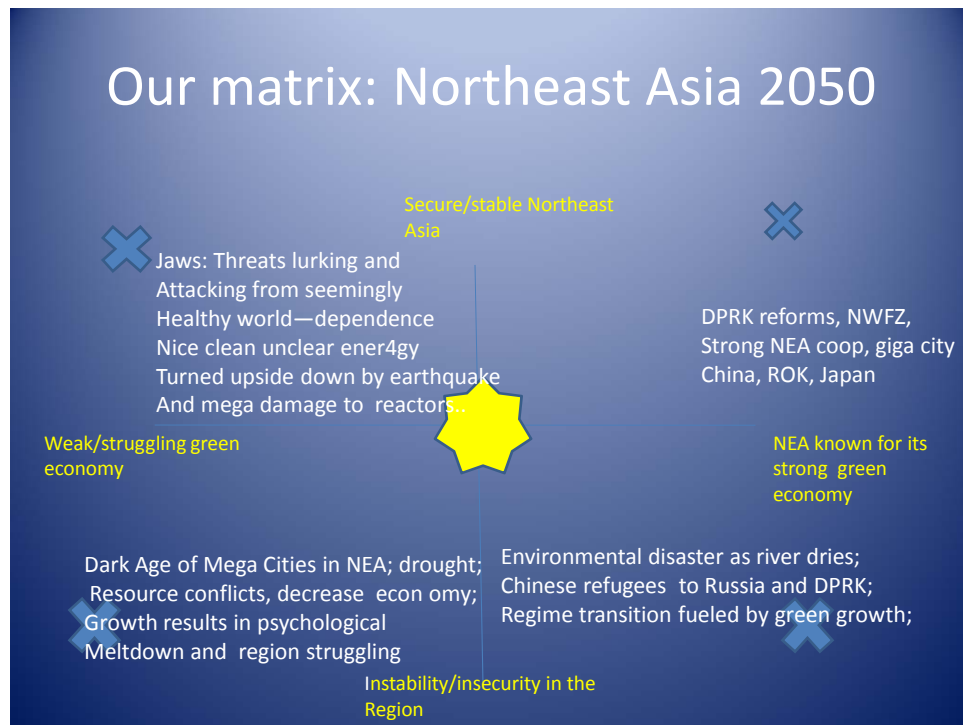 Our matrix: Northeast Asia 2050
Secure/stable Northeast
Asia
Jaws: Threats lurking and
Attacking from seemingly
Healthy world—dependence
Nice clean unclear ener4gy
Turned upside down by earthquake
And mega damage to reactors..
DPRK reforms, NWFZ,
Strong NEA coop, giga city
China, ROK, Japan
Weak/struggling green
economy
NEA known for its
strong green
economy
Dark Age of Mega Cities in NEA; drought;
Resource conflicts, decrease econ omy;
Growth results in psychological
Meltdown and region struggling
Environmental disaster as river dries;
Chinese refugees to Russia and DPRK;
Regime transition fueled by green growth;
Instability/insecurity in the
Region